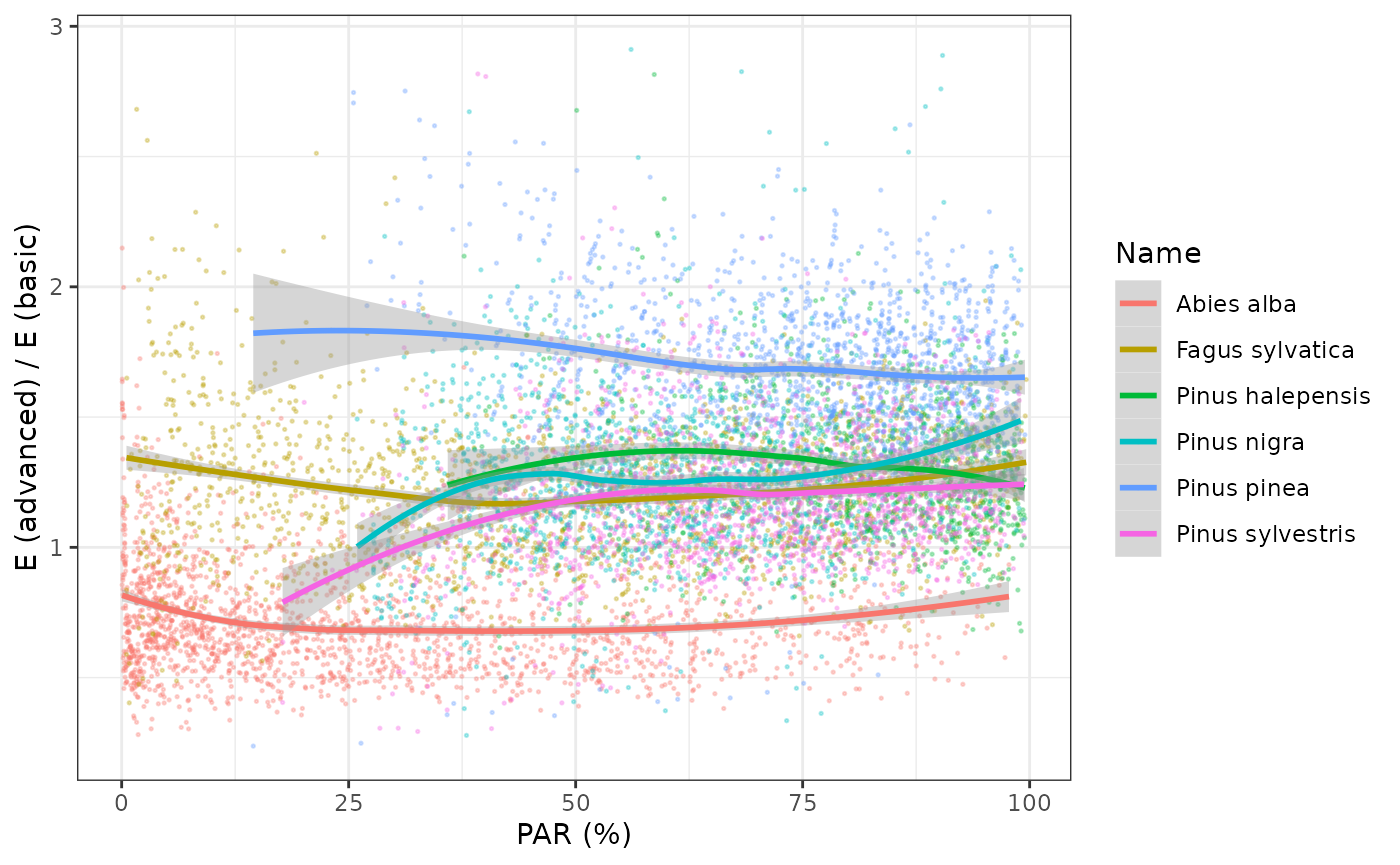 3
2
1
E (advanced) / E (basic)
0
25
50
75
100
PAR (%)
Name
Abies alba
Fagus sylvatica
Pinus halepensis
Pinus nigra
Pinus pinea
Pinus sylvestris